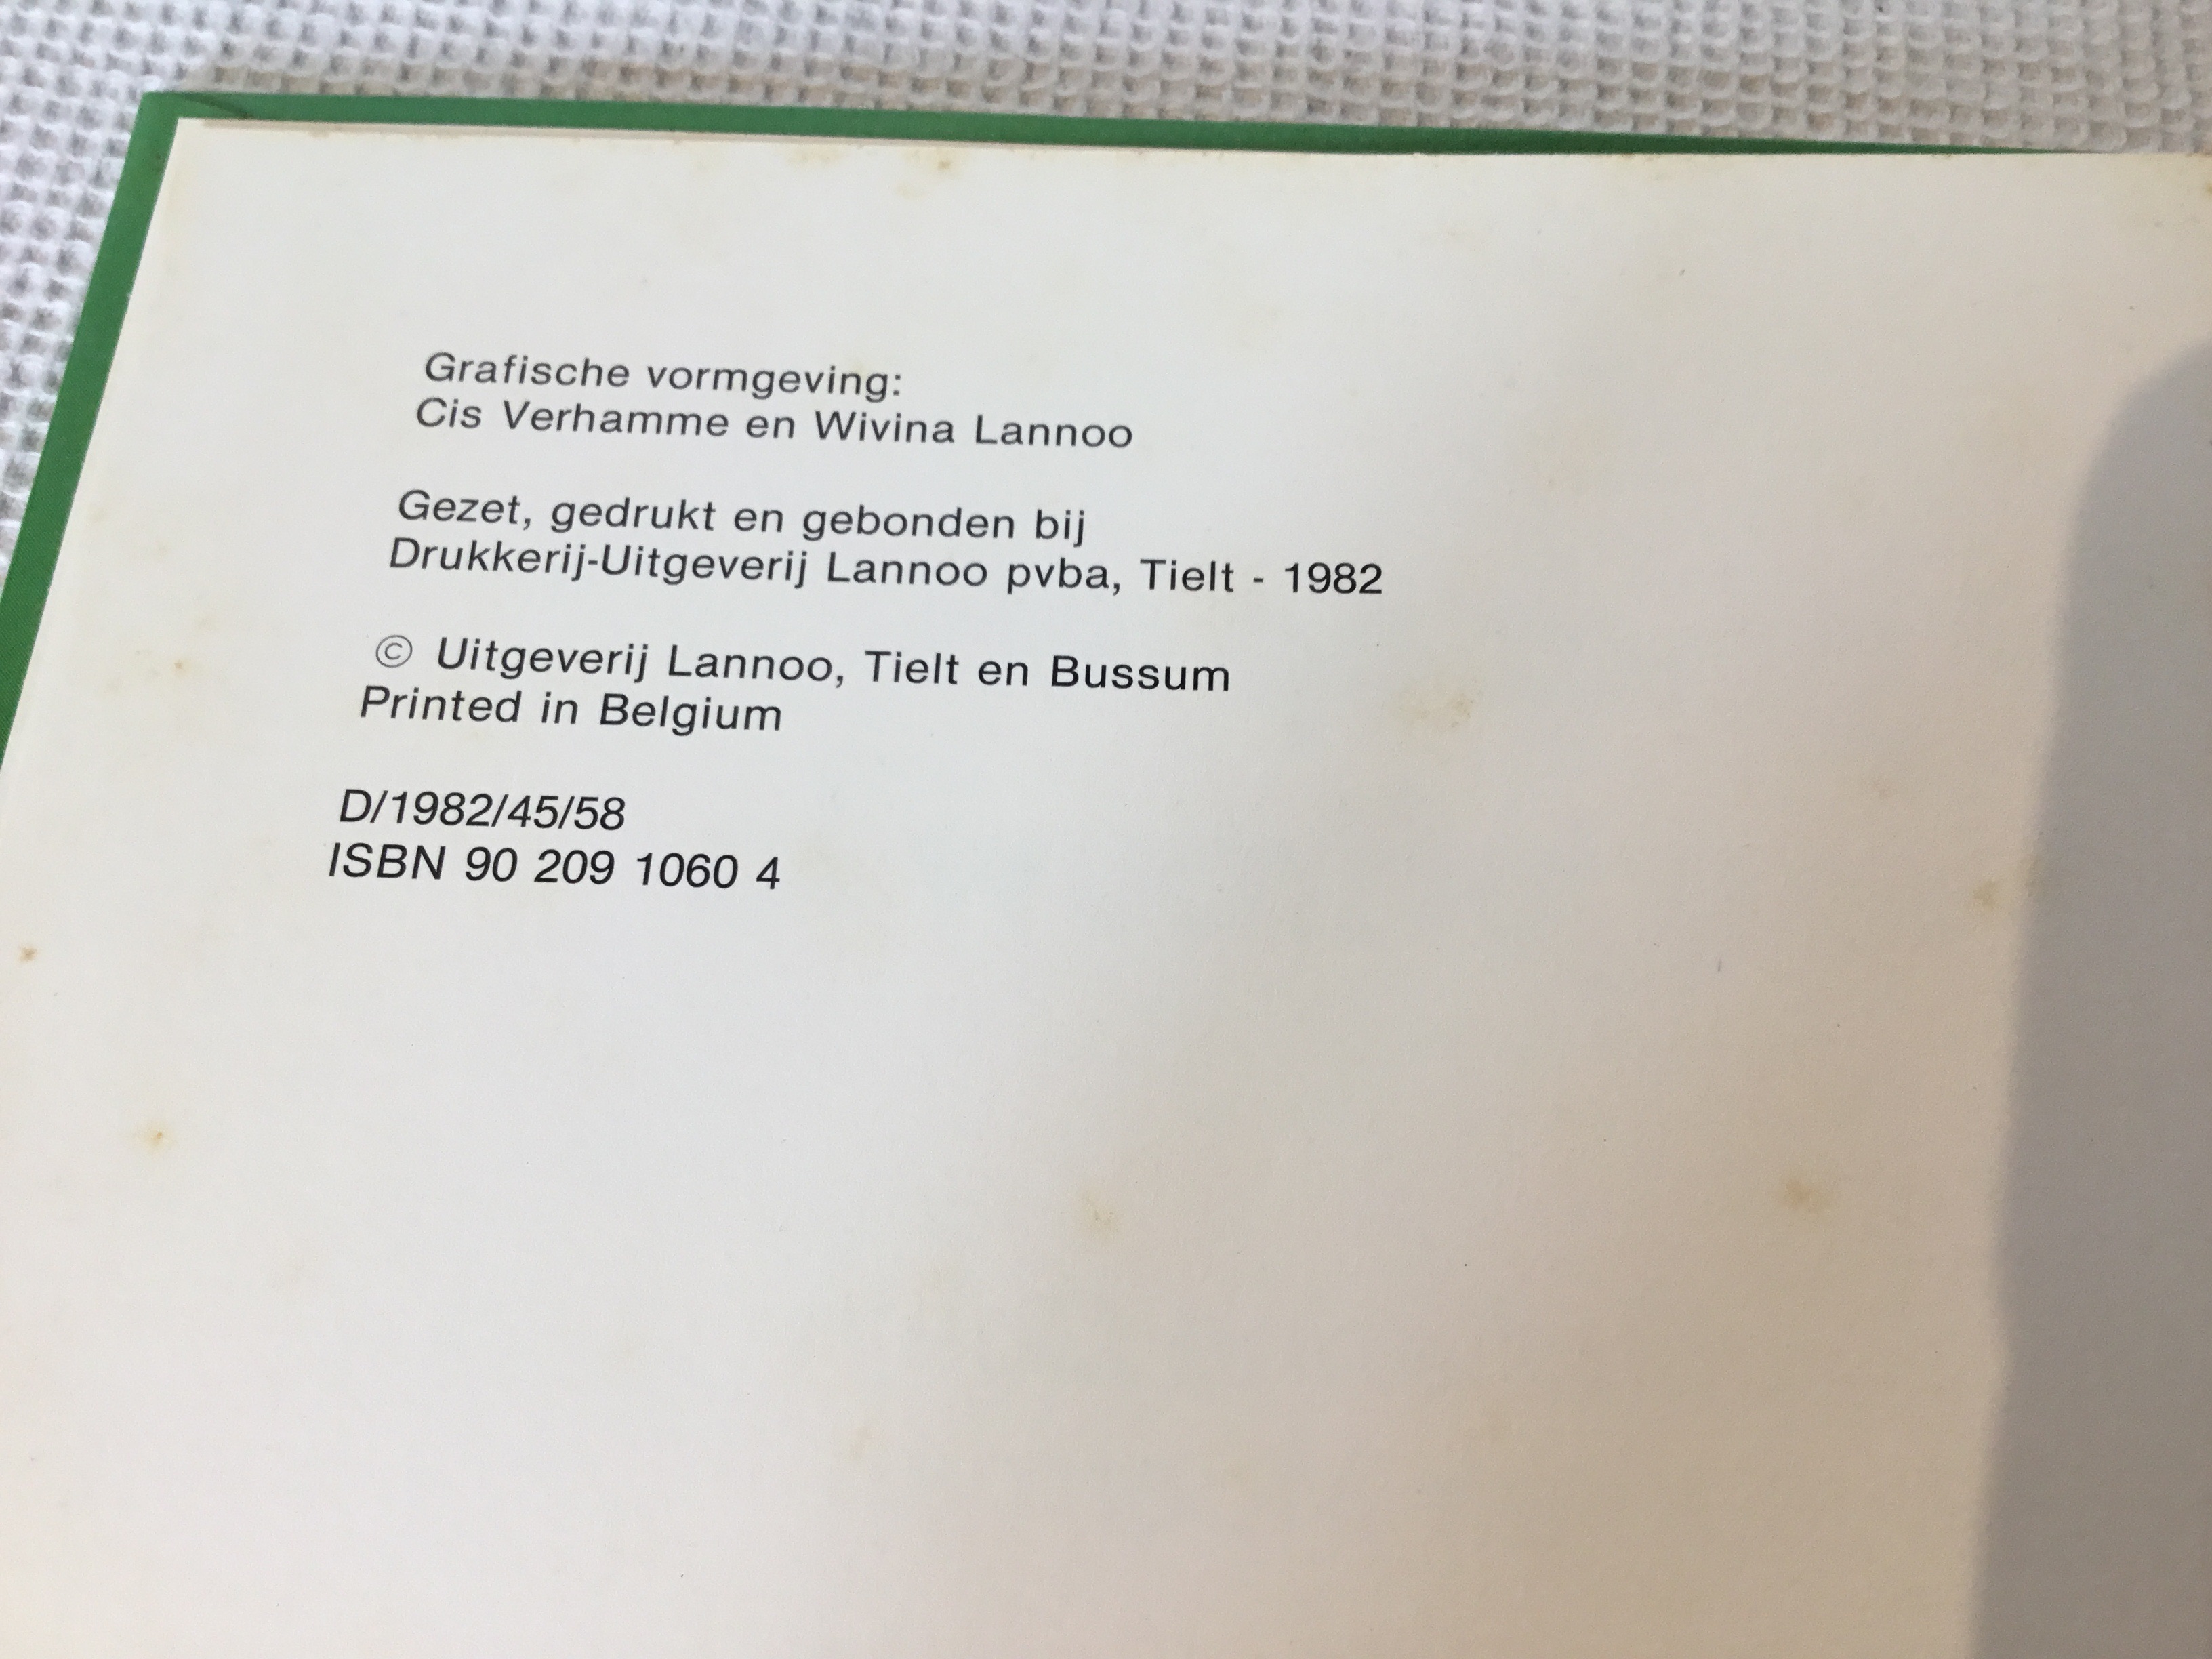 Grafische vormgeving:
Cis Verhamme en Wivina Lannoo
Gezet, gedrukt en gebonden bij
Drukkerij-Uitgeverij Lannoo pvba, Tielt - 1982
© Uitgeverij Lannoo, Tielt en Bussum
Printed in Belgium
D/1982/45/58
ISBN 90 209 1060 4